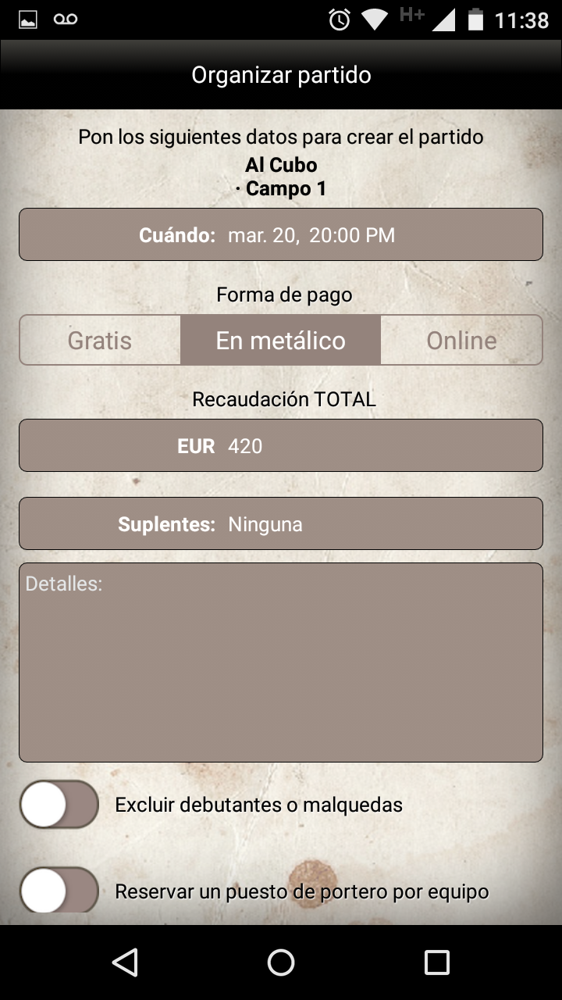 H+ 11:38
Organizar partido
Pon los siguientes datos para crear el partido
Al Cubo
· Campo 1
Cuándo: mar. 20, 20:00 PM
Forma de pago
Gratis En metálico Online
Recaudación TOTAL
EUR 420
Suplentes: Ninguna
Detalles:
Excluir debutantes o malquedas
Reservar un puesto de portero por equipo